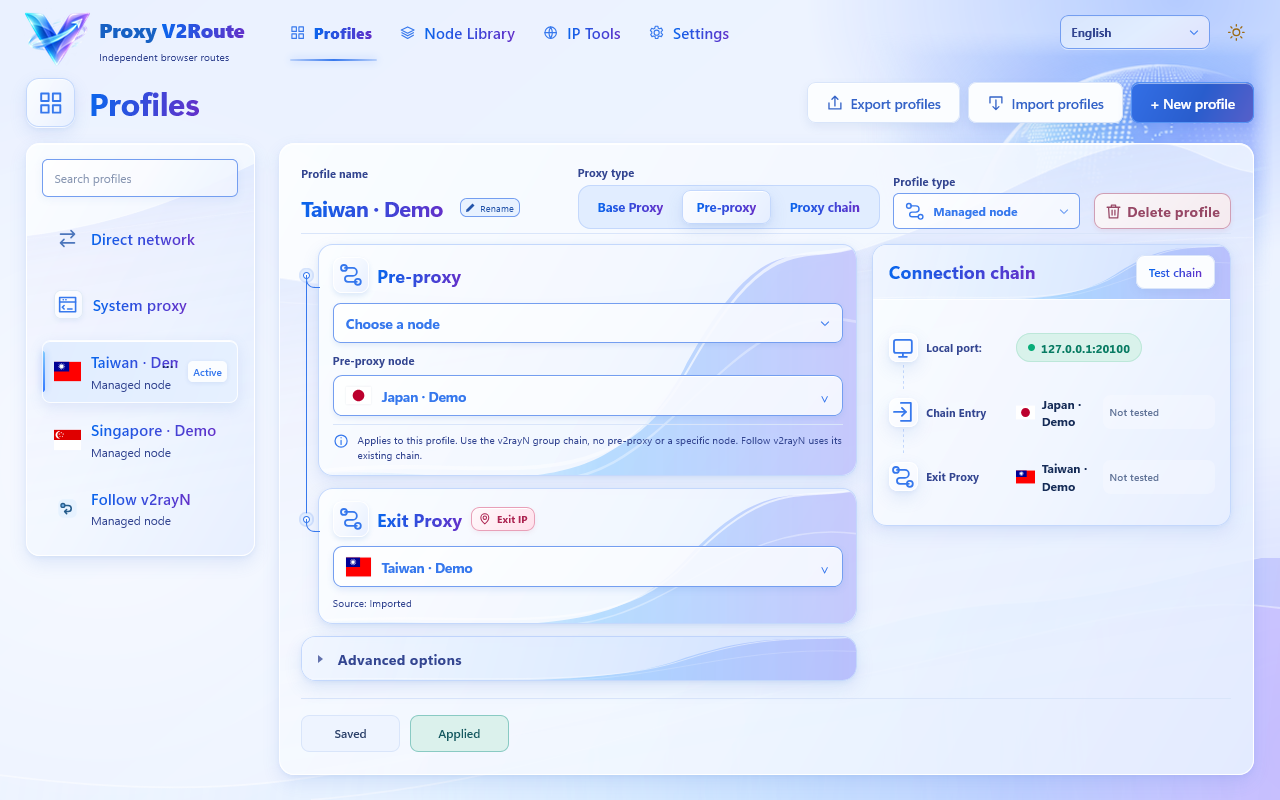 Proxy V2Route
Independent browser routes
Profiles
Node Library
IP Tools
Settings
English
Profiles
Export profiles
Import profiles
+ New profile
Search profiles
Direct network
System proxy
Taiwan · Dem
Managed node
Active
Singapore · Demo
Managed node
Follow v2rayN
Managed node
Profile name
Taiwan · Demo
Rename
Proxy type
Base Proxy
Pre-proxy
Proxy chain
Profile type
Managed node
Delete profile
Pre-proxy
Choose a node
Pre-proxy node
Japan · Demo
Applies to this profile. Use the v2rayN group chain, no pre-proxy or a specific node. Follow v2rayN uses its
existing chain.
Exit Proxy
Exit IP
Taiwan · Demo
Source: Imported
Advanced options
Saved
Applied
Connection chain
Test chain
Local port:
127.0.0.1:20100
Chain Entry
Japan ·
Demo
Not tested
Exit Proxy
Taiwan ·
Demo
Not tested